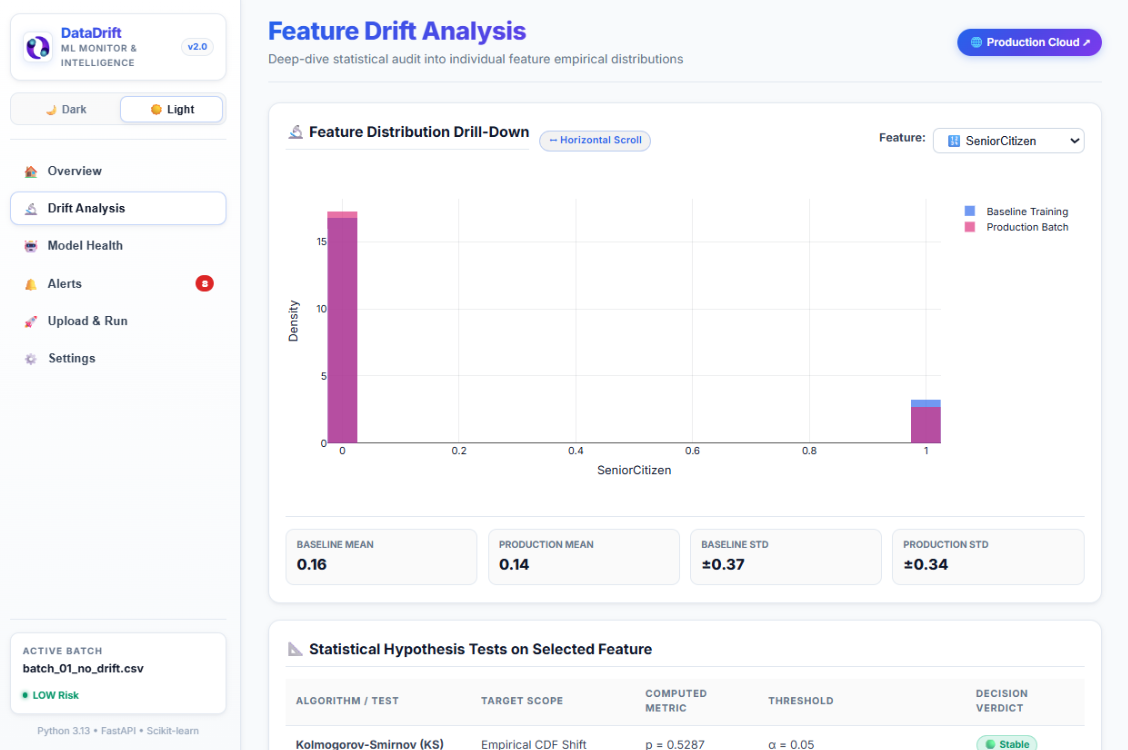 DataDrift
ML MONITOR &
INTELLIGENCE
v2.0
Dark
Light
Overview
Drift Analysis
Model Health
Alerts
8
Upload & Run
Settings
ACTIVE BATCH
batch_01_no_drift.csv
LOW Risk
Python 3.13 • FastAPI • Scikit-learn
Feature Drift Analysis
Deep-dive statistical audit into individual feature empirical distributions
Production Cloud ↗
Feature Distribution Drill-Down
↔ Horizontal Scroll
Feature:
SeniorCitizen
Baseline Training
Production Batch
Density
15
10
5
0
0 0.2 0.4 0.6 0.8 1
SeniorCitizen
BASELINE MEAN
0.16
PRODUCTION MEAN
0.14
BASELINE STD
±0.37
PRODUCTION STD
±0.34
Statistical Hypothesis Tests on Selected Feature
ALGORITHM / TEST TARGET SCOPE COMPUTED METRIC THRESHOLD DECISION VERDICT
Kolmogorov-Smirnov (KS) Empirical CDF Shift p = 0.5287 α = 0.05 Stable